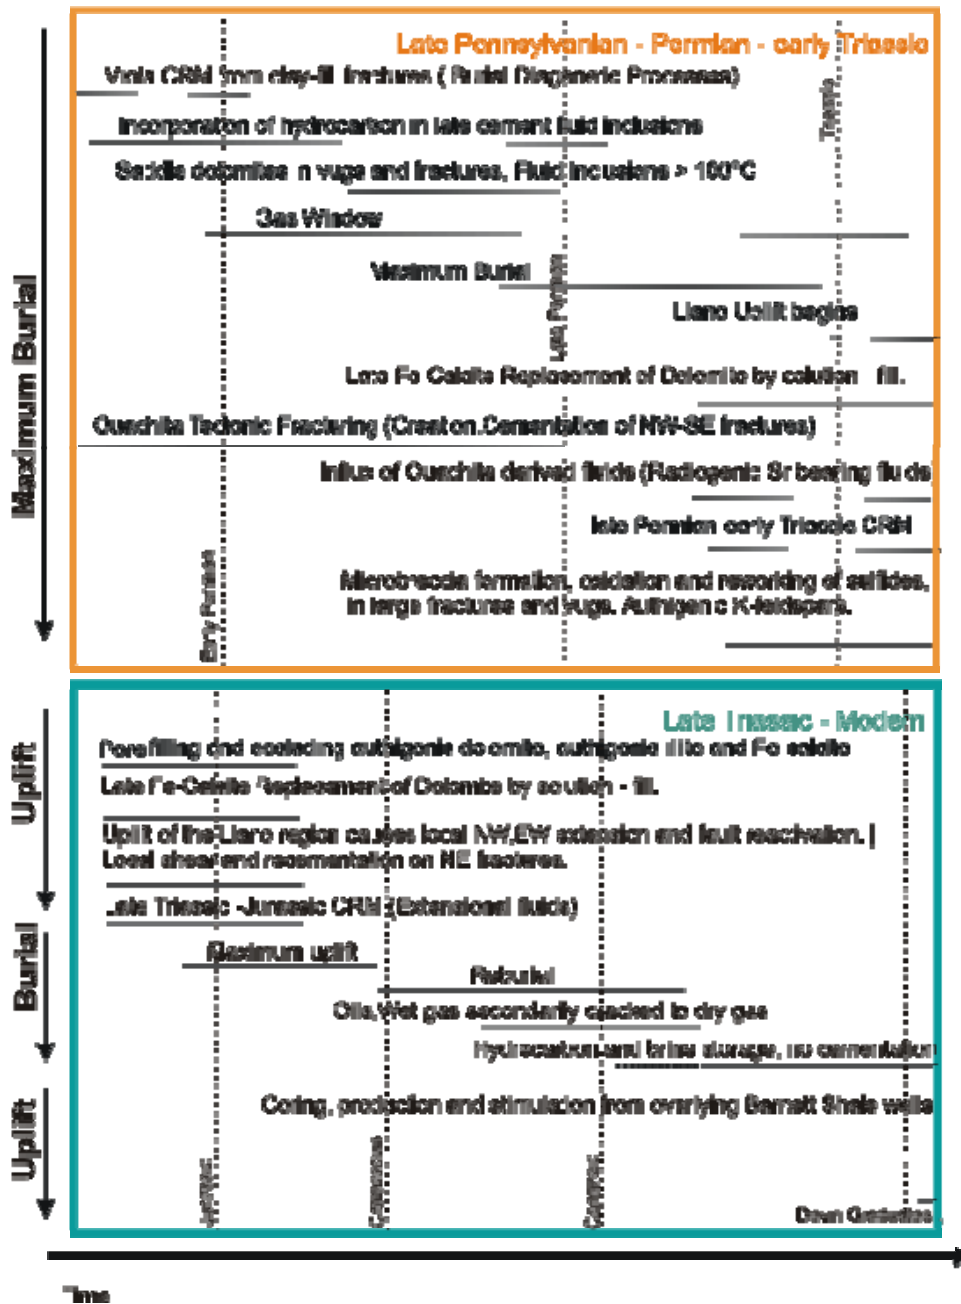 Late Pennsylvanian - Permian - early Triassic
Viola CRM from clay-fill fractures ( Burial Diagenetic Processes)
Triassic
Incorporation of hydrocarbon in late cement fluid inclusions
Saddle dolomites in vugs and fractures, Fluid Inclusions > 100°C
Gas Window
Maximum Burial
Late Permian
Llano Uplift begins
Late Fe Calcite Replacement of Dolomite by solution - fill.
Ouachita Tectonic Fracturing (Creation.Cementation of NW-SE fractures)
Influx of Ouachita derived fluids (Radiogenic Sr bearing fluids)
late Permian early Triassic CRM
Early Permian
Microbreccia formation, oxidation and reworking of sulfides,
in large fractures and vugs. Authigenic K-feldspars.
Maximum Burial
Late Triassic - Modern
Pore filling and occluding authigenic dolomite, authigenic illite and Fe calcite
Late Fe-Calcite Replacement of Dolomite by solution - fill.
Uplift of the Llano region causes local NW,EW extension and fault reactivation. |
Local shear and recementation on NE fractures.
Late Triassic -Jurassic CRM (Extensional fluids)
Maximum uplift
Reburial
Oils,Wet gas secondarily cracked to dry gas
Hydrocarbon and brine storage, no cementation
Coring, production and stimulation from overlying Barnett Shale wells
Jurassic
Cretaceous
Cenozoic
Uplift
Burial
Uplift
Time